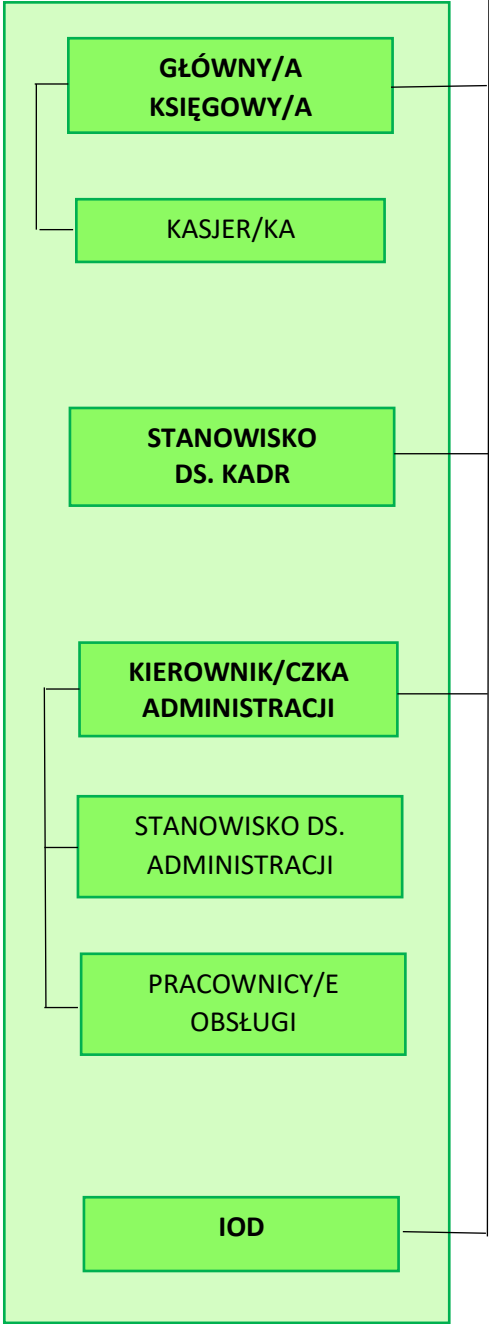 GŁÓWNY/A
KSIĘGOWY/A
KASJER/KA
STANOWISKO
DS. KADR
KIEROWNIK/CZKA
ADMINISTRACJI
STANOWISKO DS.
ADMINISTRACJI
PRACOWNICY/E
OBSŁUGI
IOD